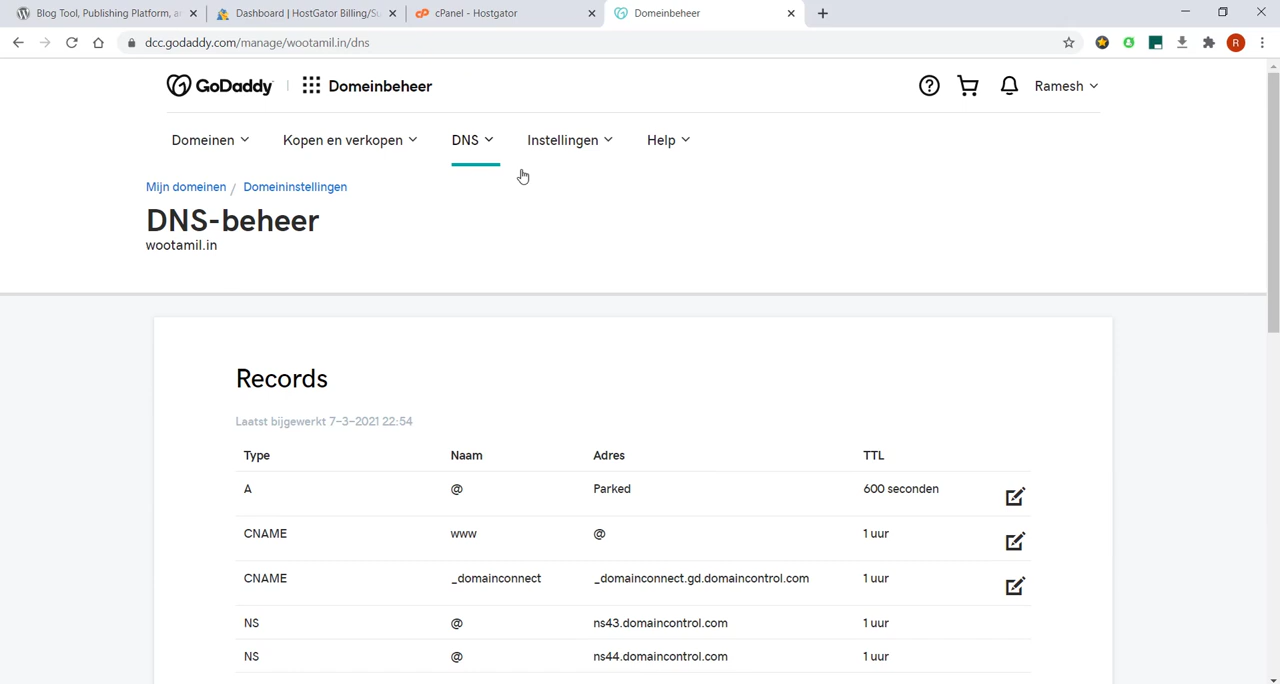 Blog Tool, Publishing Platform, a
Dashboard | HostGator Billing/Su
cPanel - Hostgator
Domeinbeheer
dcc.godaddy.com/manage/wootamil.in/dns
R
GoDaddy
Domeinbeheer
Ramesh
Domeinen
Kopen en verkopen
DNS
Instellingen
Help
Mijn domeinen / Domeininstellingen
DNS-beheer
wootamil.in
Records
Laatst bijgewerkt 7-3-2021 22:54
Type Naam Adres TTL
A @ Parked 600 seconden
CNAME www @ 1 uur
CNAME _domainconnect _domainconnect.gd.domaincontrol.com 1 uur
NS @ ns43.domaincontrol.com 1 uur
NS @ ns44.domaincontrol.com 1 uur